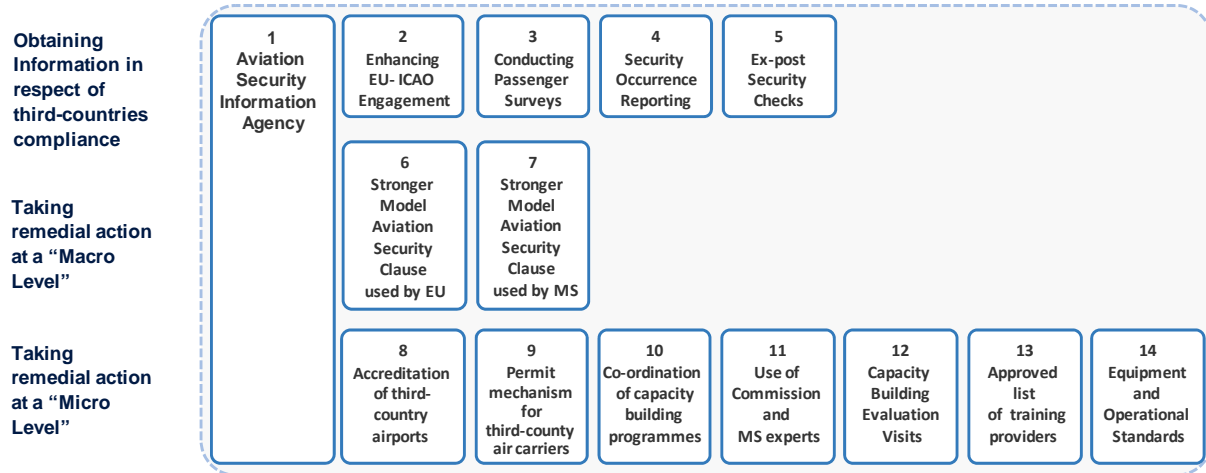 Obtaining
Information in
respect of
third-countries
compliance
1
Aviation
Security
Information
Agency
2
Enhancing
EU- ICAO
Engagement
3
Conducting
Passenger
Surveys
4
Security
Occurrence
Reporting
5
Ex-post
Security
Checks
Taking
remedial action
at a “Macro
Level”
6
Stronger
Model
Aviation
Security
Clause
used by EU
7
Stronger
Model
Aviation
Security
Clause
used by MS
Taking
remedial action
at a “Micro
Level”
8
Accreditation
of third-
country
airports
9
Permit
mechanism
for
third-county
air carriers
10
Co-ordination
of capacity
building
programmes
11
Use of
Commission
and
MS experts
12
Capacity
Building
Evaluation
Visits
13
Approved
list
of training
providers
14
Equipment
and
Operational
Standards